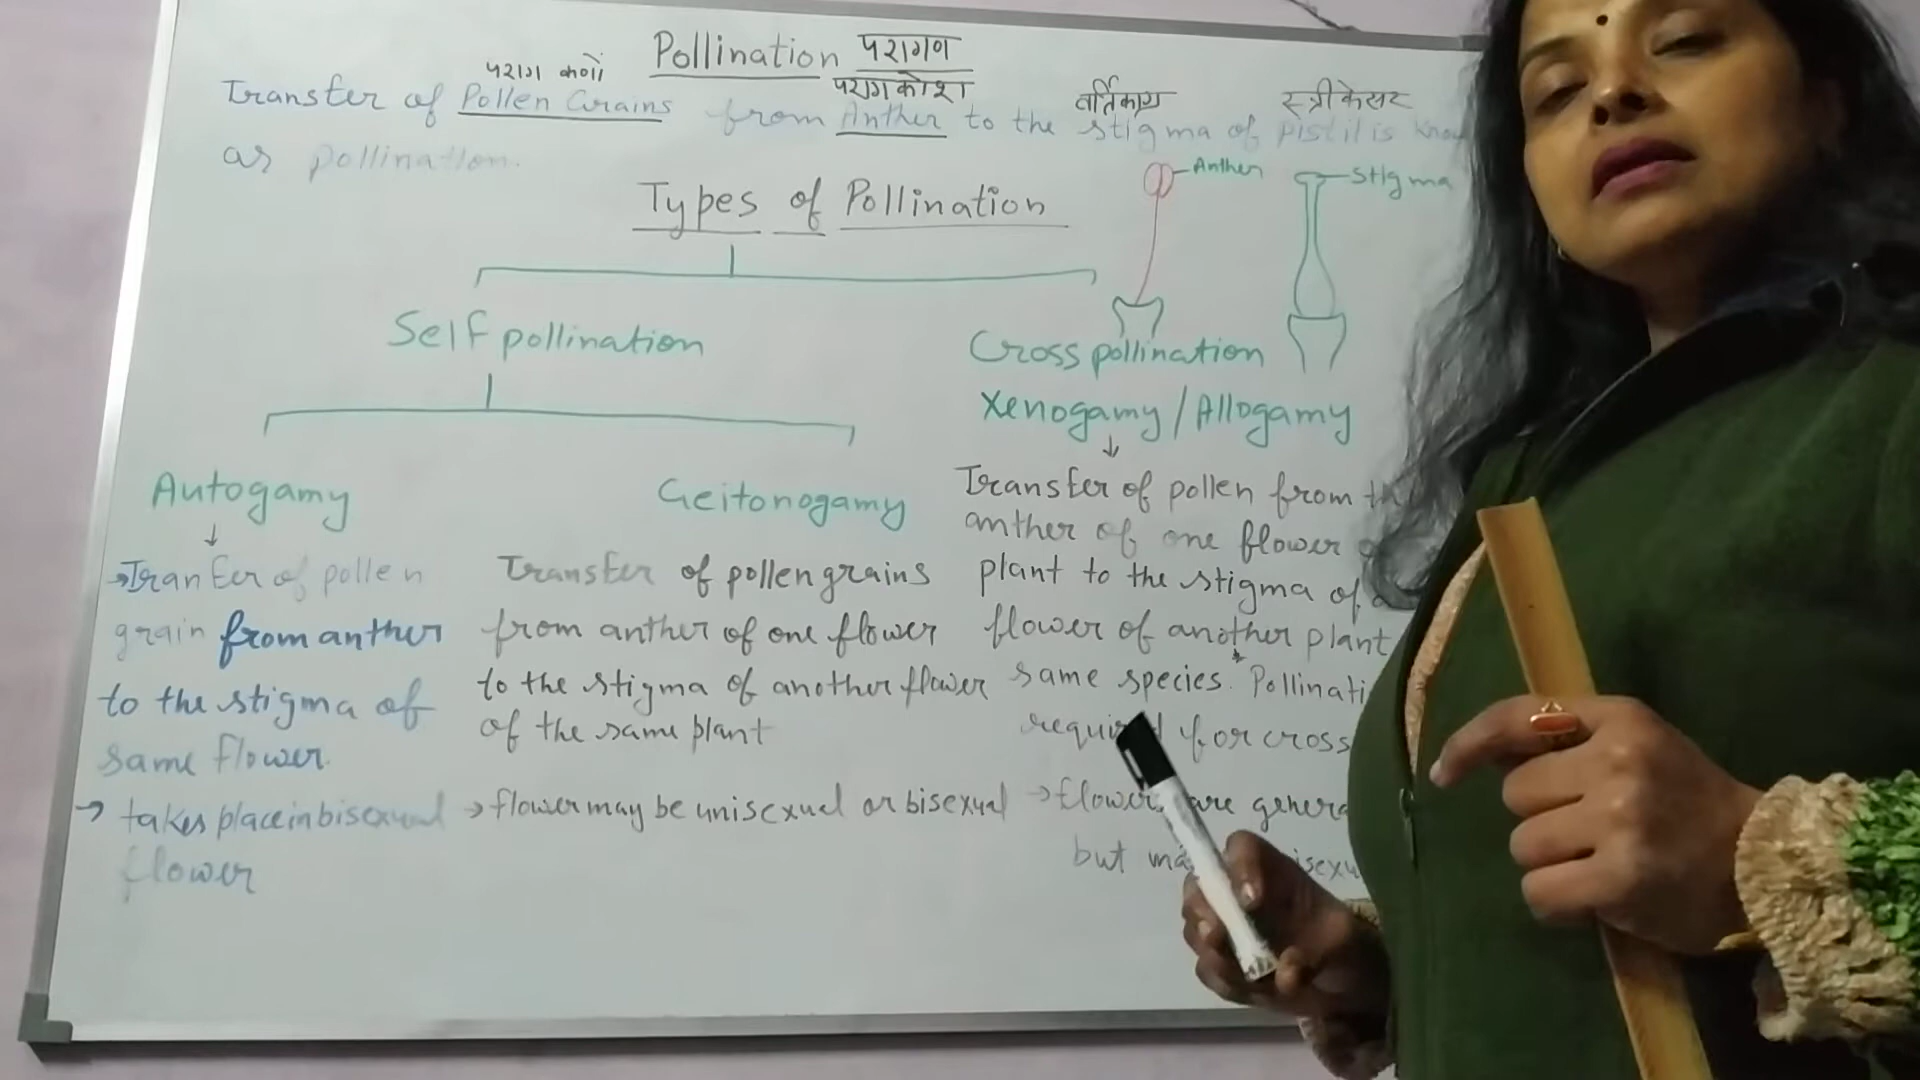 Pollination परागण
पराग कणों परागकोश वर्तिकाग्र स्त्रीकेसर
Transfer of Pollen Grains from Anther to the stigma of pistil is
as pollination.
Anther Stigma
Types of Pollination
Self pollination
Cross pollination
Xenogamy / Allogamy
Autogamy
Geitonogamy
→ Tranfer of pollen
grain from anther
to the stigma of
same flower.
→ takes place in bisexual
flower
Transfer of pollen grains
from anther of one flower
to the stigma of another flower
of the same plant
→ flower may be unisexual or bisexual
Transfer of pollen from
anther of one flower
plant to the stigma of
flower of another plant
same species.
for cross
→ are
but